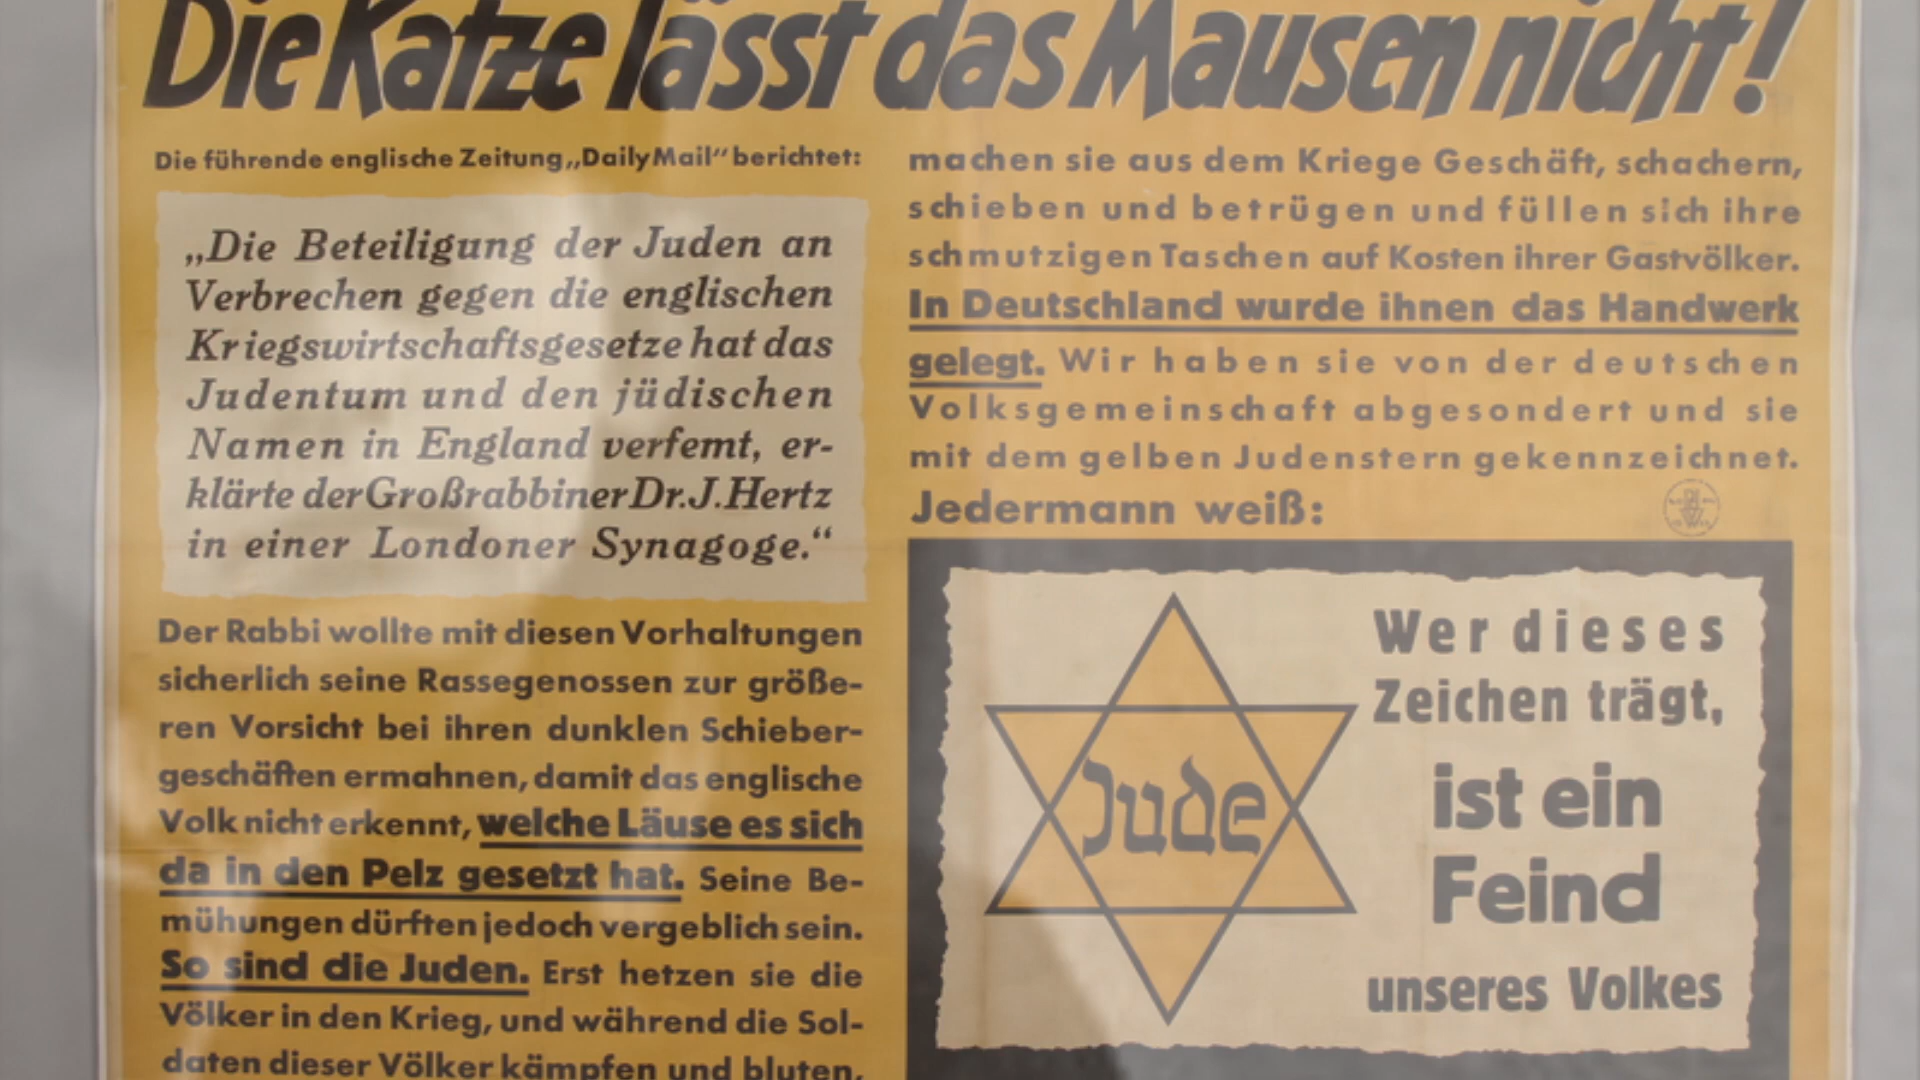 Die Katze lässt das Mausen nicht!
Die führende englische Zeitung „Daily Mail“ berichtet:
„Die Beteiligung der Juden an
Verbrechen gegen die englischen
Kriegswirtschaftsgesetze hat das
Judentum und den jüdischen
Namen in England verfemt, er-
klärte der Großrabbiner Dr. J. Hertz
in einer Londoner Synagoge.“
Der Rabbi wollte mit diesen Vorhaltungen
sicherlich seine Rassegenossen zur größe-
ren Vorsicht bei ihren dunklen Schieber-
geschäften ermahnen, damit das englische
Volk nicht erkennt, welche Läuse es sich
da in den Pelz gesetzt hat. Seine Be-
mühungen dürften jedoch vergeblich sein.
So sind die Juden. Erst hetzen sie die
Völker in den Krieg, und während die Sol-
daten dieser Völker kämpfen und bluten,
machen sie aus dem Kriege Geschäft, schachern,
schieben und betrügen und füllen sich ihre
schmutzigen Taschen auf Kosten ihrer Gastvölker.
In Deutschland wurde ihnen das Handwerk
gelegt. Wir haben sie von der deutschen
Volksgemeinschaft abgesondert und sie
mit dem gelben Judenstern gekennzeichnet.
Jedermann weiß:
Jude
Wer dieses
Zeichen trägt,
ist ein
Feind
unseres Volkes